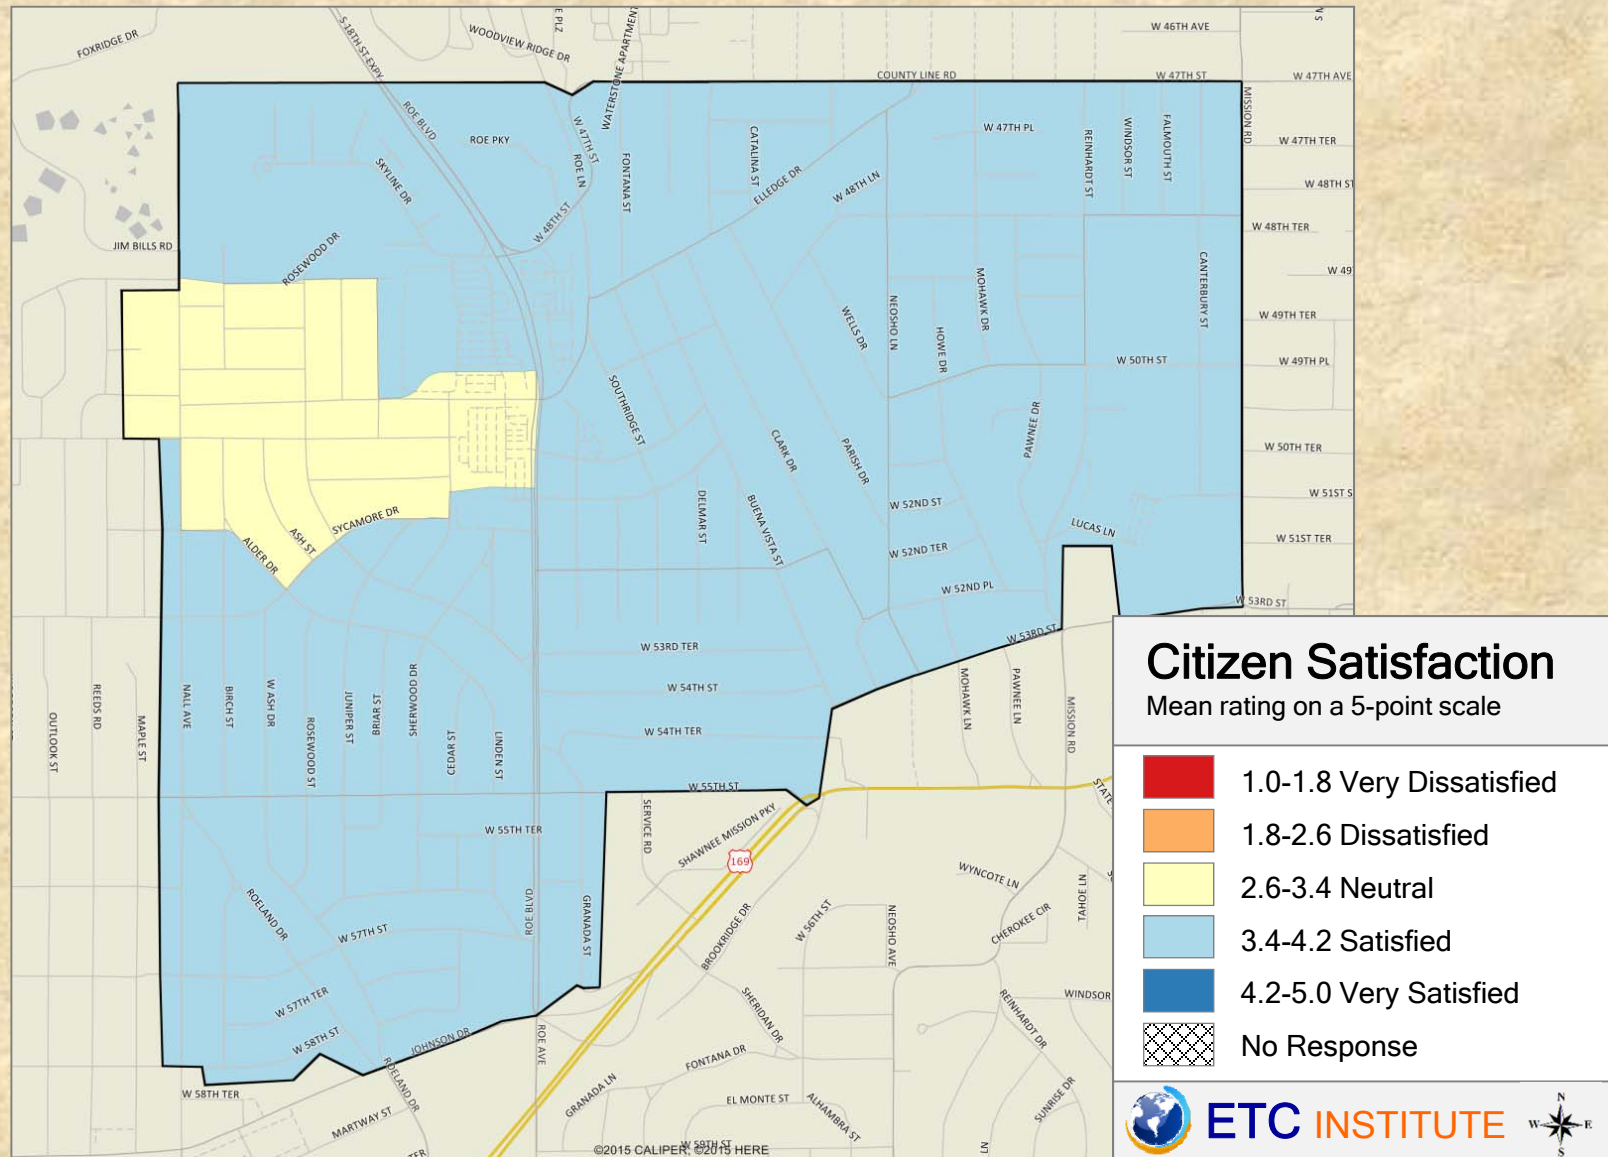 FOXRIDGE DR
S 18TH ST EXPY
WOODVIEW RIDGE DR
E PLZ
WATERSTONE APARTMENT
W 46TH AVE
S N
COUNTY LINE RD
W 47TH ST
W 47TH AVE
ROE BLVD
ROE PKY
W 47TH ST
ROE LN
FONTANA ST
CATALINA ST
W 47TH PL
REINHARDT ST
WINDSOR ST
FALMOUTH ST
MISSION RD
W 47TH TER
SKYLINE DR
ELLEDGE DR
W 48TH LN
W 48TH ST
W 48TH ST
W 48TH TER
JIM BILLS RD
ROSEWOOD DR
W 49
CANTERBURY ST
MOHAWK DR
NEOSHO LN
WELLS DR
HOWE DR
W 49TH TER
W 50TH ST
W 49TH PL
SOUTHRIDGE ST
CLARK DR
PARISH DR
PAWNEE DR
W 50TH TER
DELMAR ST
BUENA VISTA ST
W 52ND ST
W 51ST S
SYCAMORE DR
ASH ST
ALDER DR
LUCAS LN
W 51ST TER
W 52ND TER
W 52ND PL
W 53RD ST
W 53RD ST
W 53RD TER
W 54TH ST
W 54TH TER
W 55TH ST
OUTLOOK ST
REEDS RD
MAPLE ST
NALL AVE
BIRCH ST
W ASH DR
ROSEWOOD ST
JUNIPER ST
BRIAR ST
SHERWOOD DR
CEDAR ST
LINDEN ST
MOHAWK LN
PAWNEE LN
MISSION RD
STATE
W 55TH TER
SERVICE RD
SHAWNEE MISSION PKY
169
WYNCOTE LN
TAHOE LN
CHEROKEE CIR
ROELAND DR
W 57TH ST
ROE BLVD
GRANADA ST
BROOKRIDGE DR
W 56TH ST
NEOSHO AVE
W 57TH TER
W 58TH ST
JOHNSON DR
ROE AVE
SHERIDAN DR
REINHARDT DR
WINDSOR
W 58TH TER
ROELAND DR
MARTWAY ST
TER
GRANADA LN
FONTANA DR
EL MONTE ST
ALHAMBRA ST
SUNRISE DR
W 59TH ST
©2015 CALIPER; ©2015 HERE
Citizen Satisfaction
Mean rating on a 5-point scale
1.0-1.8 Very Dissatisfied
1.8-2.6 Dissatisfied
2.6-3.4 Neutral
3.4-4.2 Satisfied
4.2-5.0 Very Satisfied
No Response
ETC INSTITUTE
N
W E
S